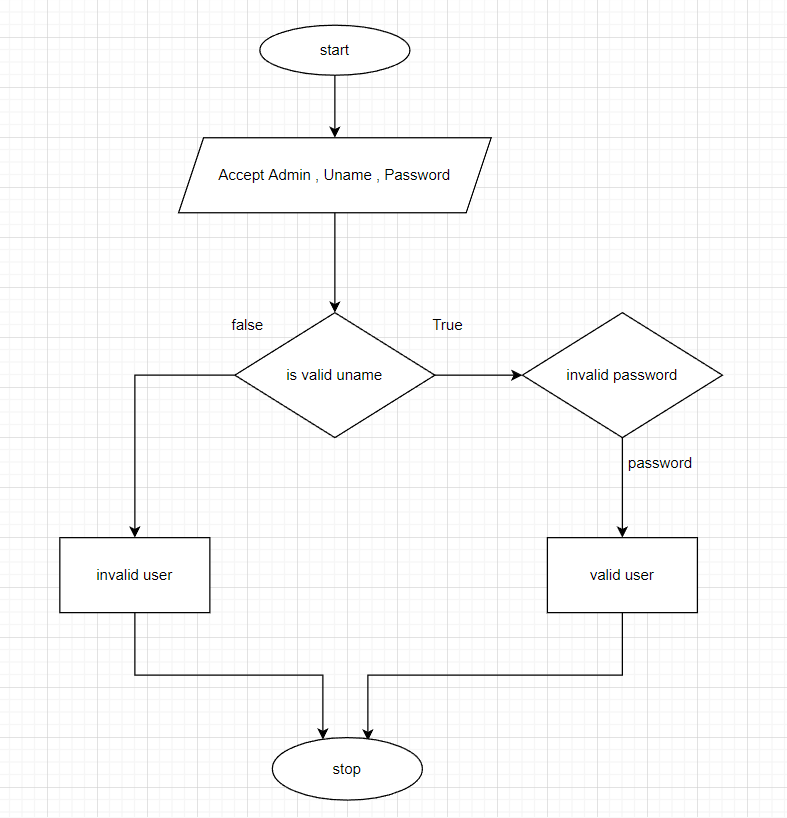 start
Accept Admin , Uname , Password
false
True
is valid uname
invalid password
password
invalid user
valid user
stop